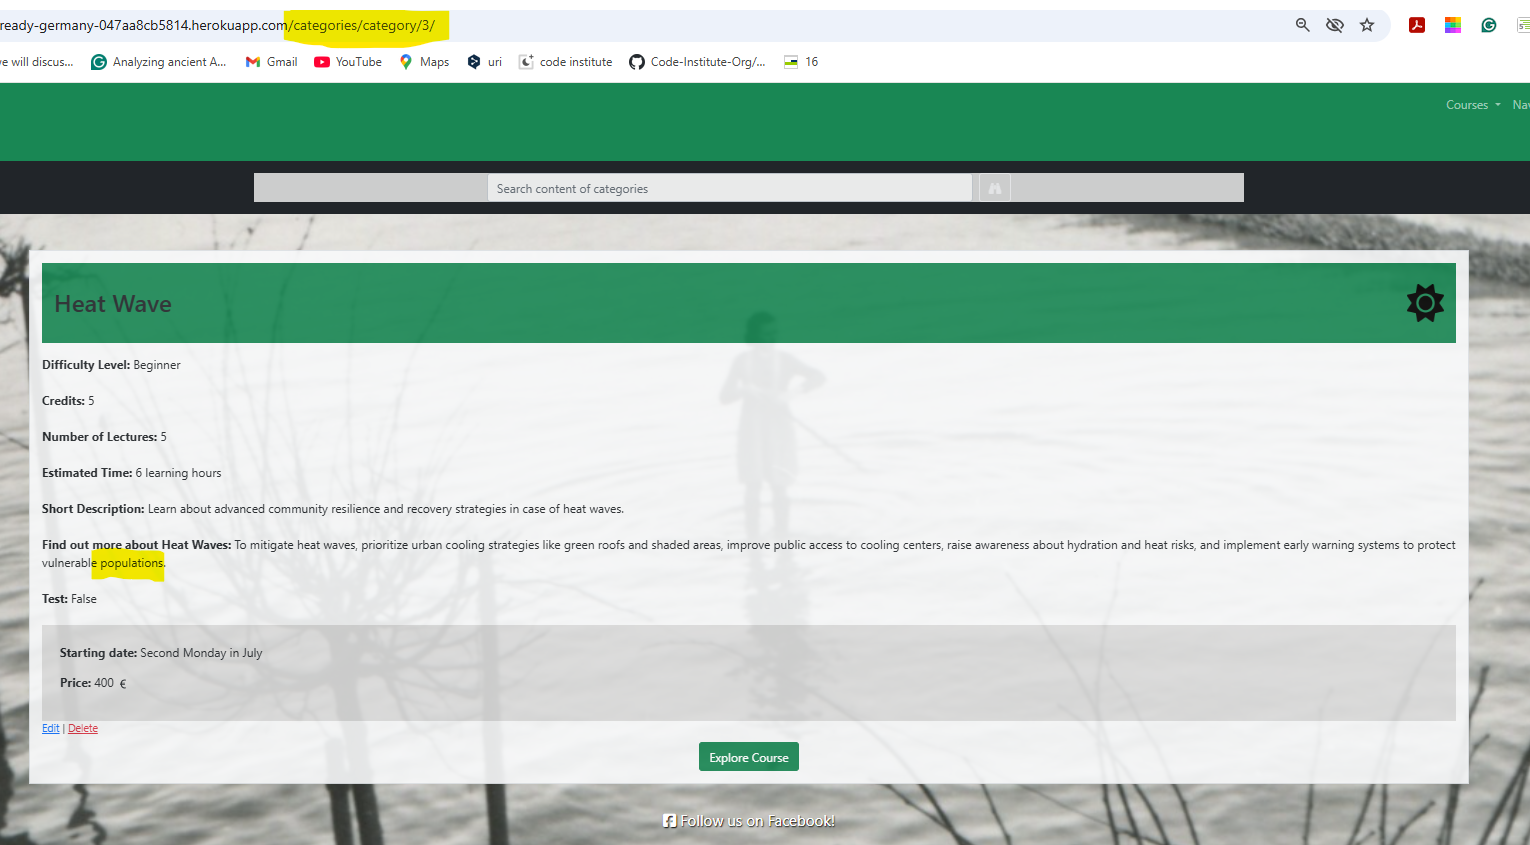 ready-germany-047aa8cb5814.herokuapp.com/categories/category/3/
ve will discus...
Analyzing ancient A...
Gmail
YouTube
Maps
uri
code institute
Code-Institute-Org/...
16
Courses
Nav
Search content of categories
Heat Wave
Difficulty Level: Beginner
Credits: 5
Number of Lectures: 5
Estimated Time: 6 learning hours
Short Description: Learn about advanced community resilience and recovery strategies in case of heat waves.
Find out more about Heat Waves: To mitigate heat waves, prioritize urban cooling strategies like green roofs and shaded areas, improve public access to cooling centers, raise awareness about hydration and heat risks, and implement early warning systems to protect
vulnerable populations.
Test: False
Starting date: Second Monday in July
Price: 400 €
Edit | Delete
Explore Course
Follow us on Facebook!